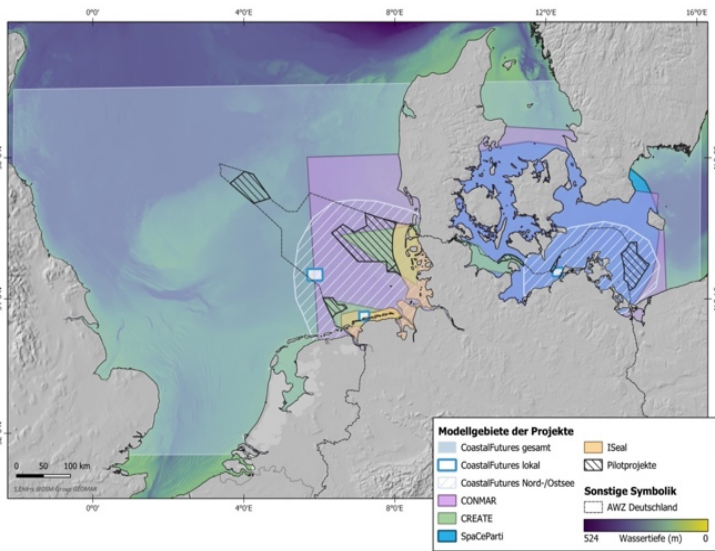 0°0' 4°0'E 8°0'E 12°0'E 16°0'E
0 50 100 km
0°0' 4°0'E 8°0'E
Modellgebiete der Projekte
CoastalFutures gesamt
CoastalFutures lokal
CoastalFutures Nord-/Ostsee
CONMAR
CREATE
SpaCeParti
ISeal
Pilotprojekte
Sonstige Symbolik
AWZ Deutschland
524 Wassertiefe (m) 0